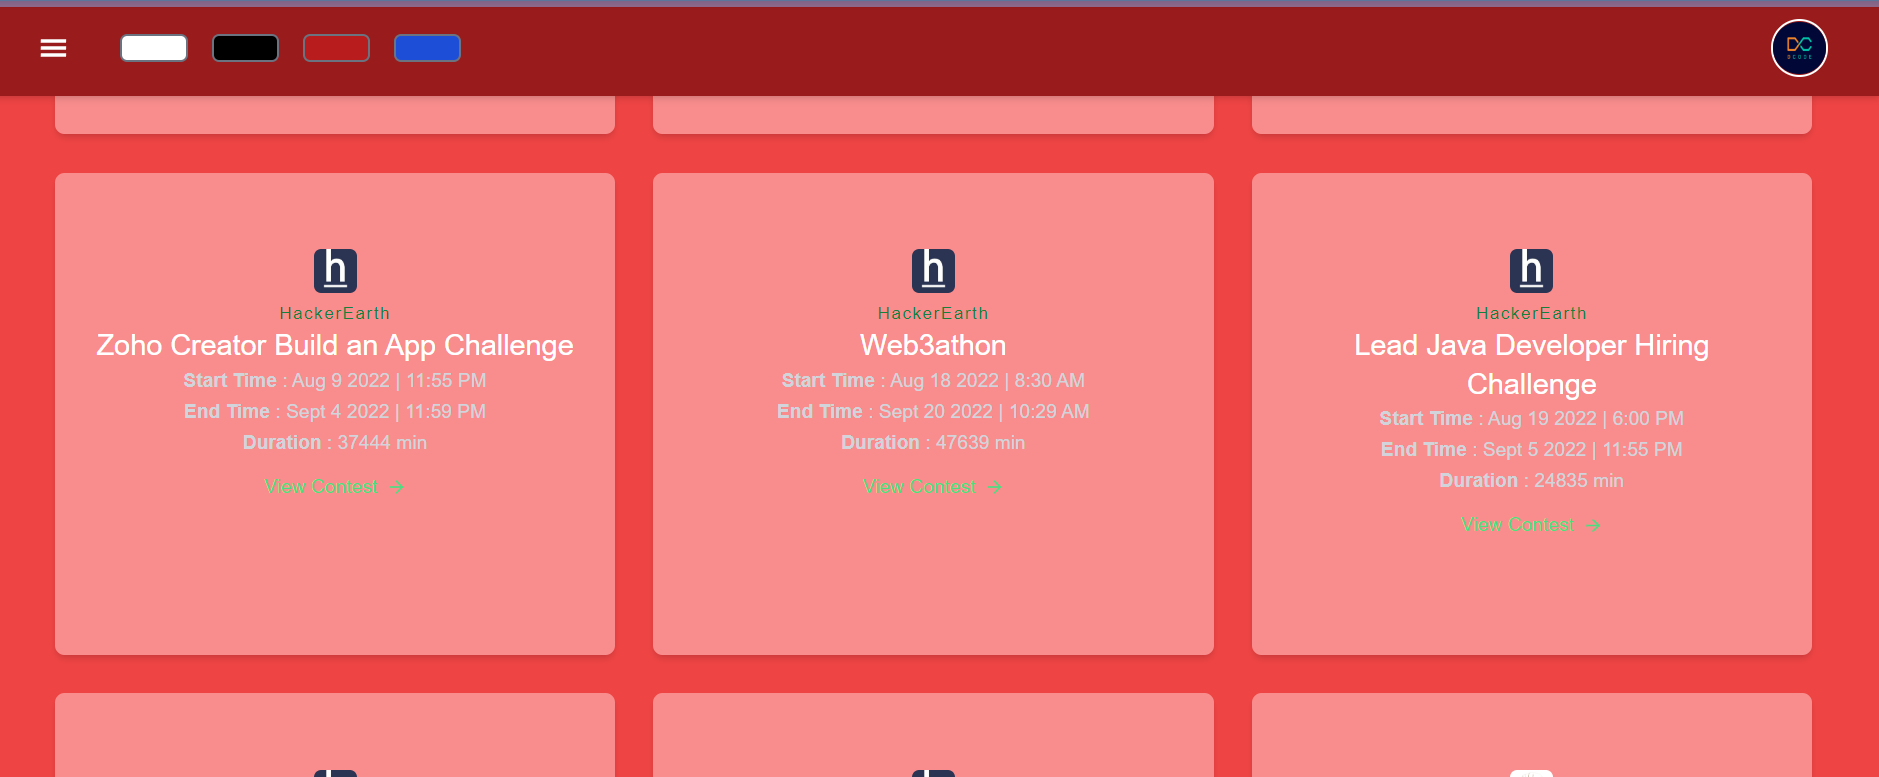 DC
DCODE
h
HackerEarth
Zoho Creator Build an App Challenge
Start Time : Aug 9 2022 | 11:55 PM
End Time : Sept 4 2022 | 11:59 PM
Duration : 37444 min
View Contest →
h
HackerEarth
Web3athon
Start Time : Aug 18 2022 | 8:30 AM
End Time : Sept 20 2022 | 10:29 AM
Duration : 47639 min
View Contest →
h
HackerEarth
Lead Java Developer Hiring
Challenge
Start Time : Aug 19 2022 | 6:00 PM
End Time : Sept 5 2022 | 11:55 PM
Duration : 24835 min
View Contest →